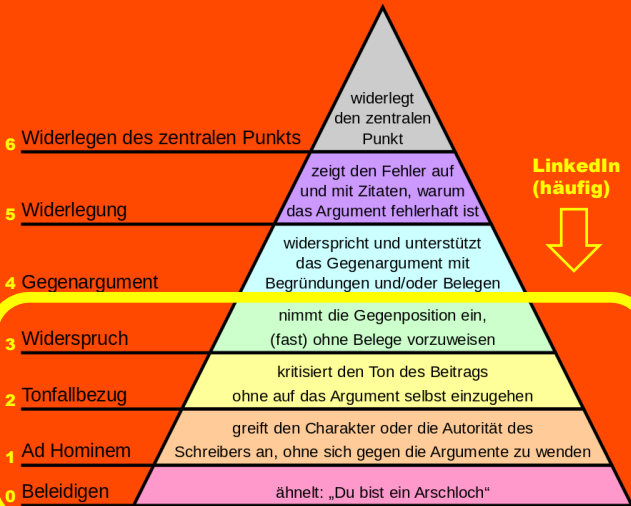 widerlegt
den zentralen
Punkt
6 Widerlegen des zentralen Punkts
LinkedIn
(häufig)
zeigt den Fehler auf
und mit Zitaten, warum
das Argument fehlerhaft ist
5 Widerlegung
widerspricht und unterstützt
das Gegenargument mit
Begründungen und/oder Belegen
4 Gegenargument
nimmt die Gegenposition ein,
(fast) ohne Belege vorzuweisen
3 Widerspruch
kritisiert den Ton des Beitrags
ohne auf das Argument selbst einzugehen
2 Tonfallbezug
greift den Charakter oder die Autorität des
Schreibers an, ohne sich gegen die Argumente zu wenden
1 Ad Hominem
0 Beleidigen
ähnelt: „Du bist ein Arschloch“